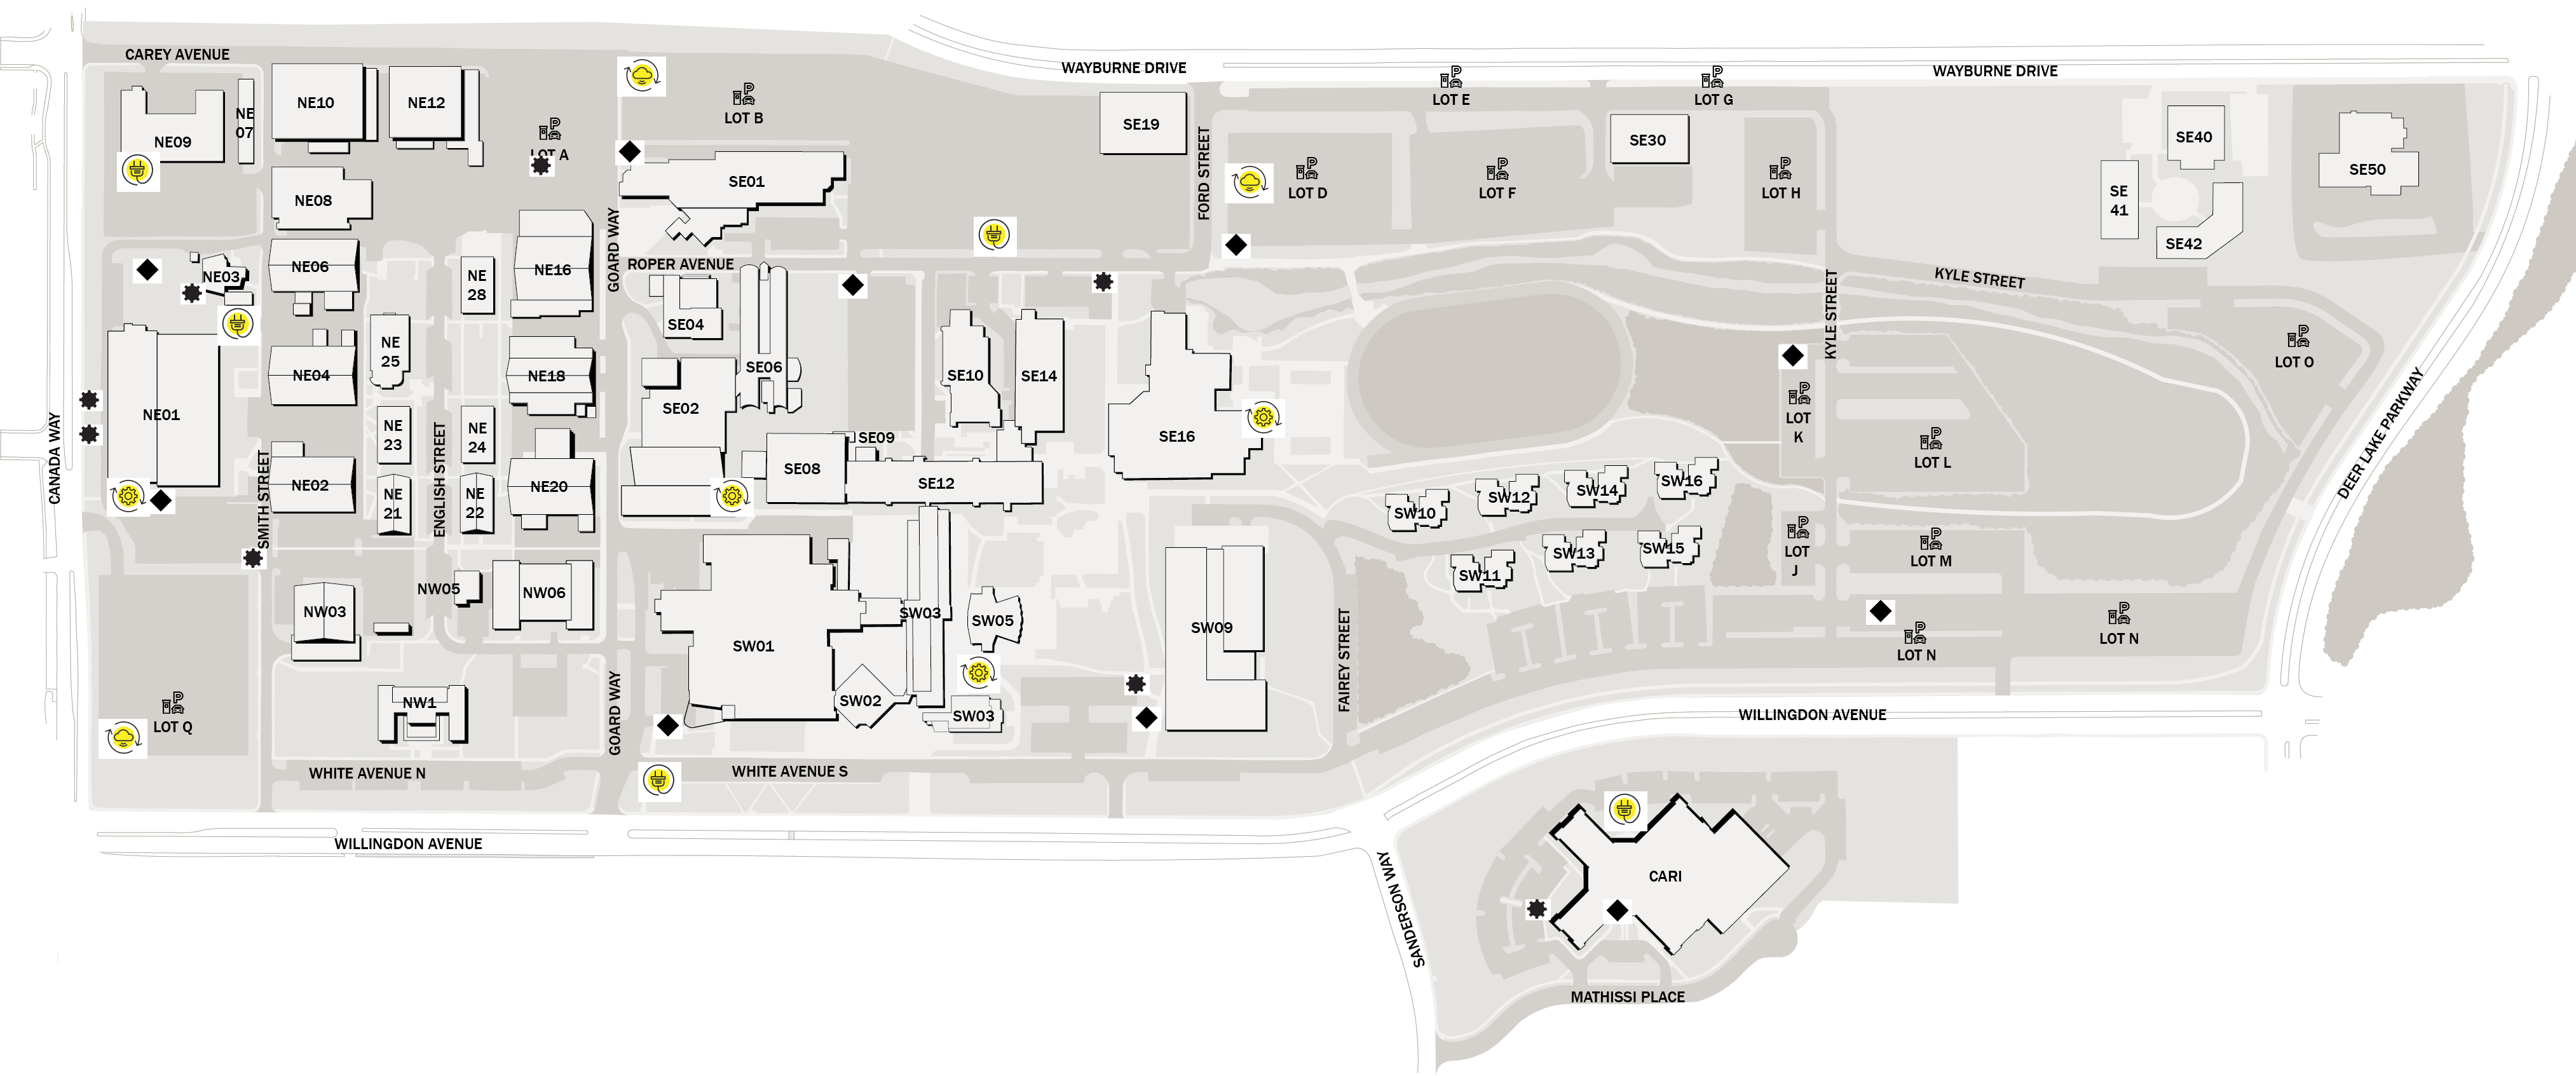 CAREY AVENUE
WAYBURNE DRIVE
WAYBURNE DRIVE
NE10
NE12
NE
07
NE09
P
LOT A
P
LOT B
SE19
P
LOT E
P
LOT G
SE30
SE40
SE50
SE
41
SE42
NE08
SE01
FORD STREET
P
LOT D
P
LOT F
P
LOT H
GOARD WAY
ROPER AVENUE
NE03
NE06
NE
28
NE16
KYLE STREET
KYLE STREET
SE04
NE
25
NE04
NE18
SE06
SE10
SE14
P
LOT O
SE02
NE01
CANADA WAY
NE
23
NE
24
ENGLISH STREET
SMITH STREET
SE09
SE08
SE12
SE16
P
LOT
K
P
LOT L
DEER LAKE PARKWAY
NE02
NE
21
NE
22
NE20
SW10
SW12
SW14
SW16
SW11
SW13
SW15
P
LOT
J
P
LOT M
NW05
NW06
NW03
SW03
SW05
SW01
SW09
FAIREY STREET
P
LOT N
P
LOT N
NW1
GOARD WAY
SW02
SW03
P
LOT Q
WHITE AVENUE N
WHITE AVENUE S
WILLINGDON AVENUE
WILLINGDON AVENUE
SANDERSON WAY
CARI
MATHISSI PLACE